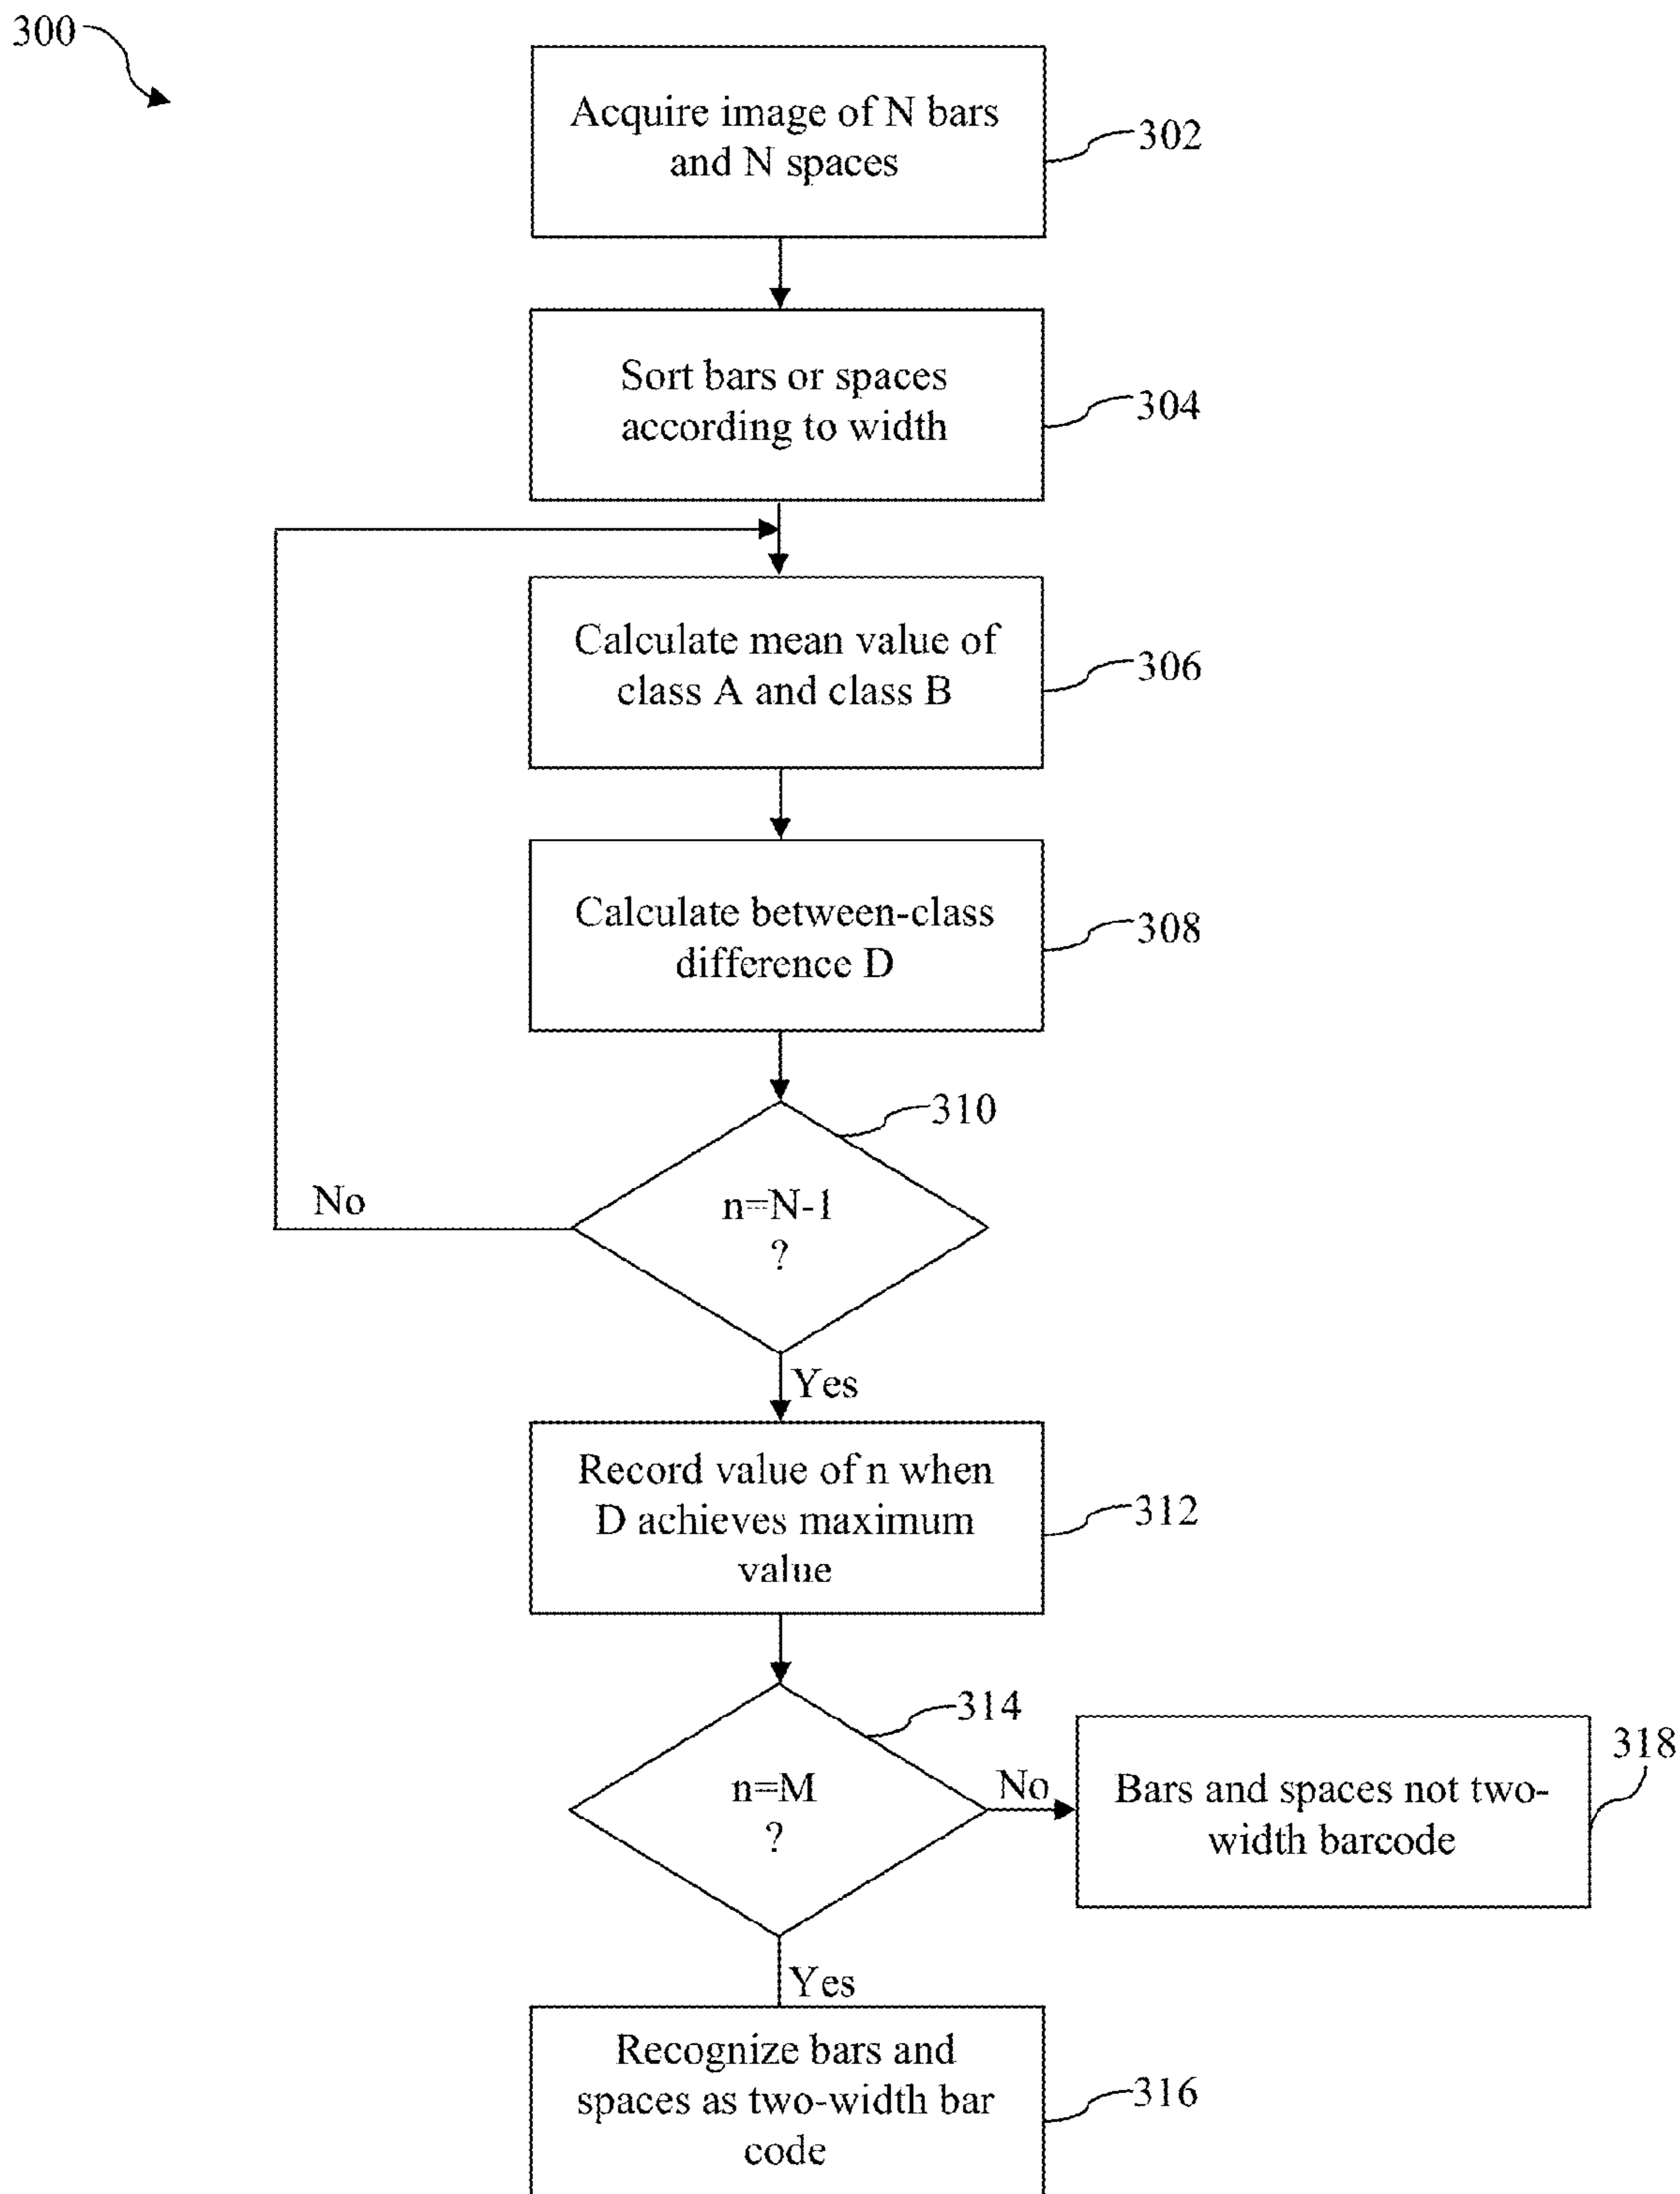 300
Acquire image of N bars
and N spaces
302
Sort bars or spaces
according to width
304
Calculate mean value of
class A and class B
306
Calculate between-class
difference D
308
310
n=N-1
?
No
Yes
Record value of n when
D achieves maximum
value
312
314
n=M
?
No
Bars and spaces not two-
width barcode
318
Yes
Recognize bars and
spaces as two-width bar
code
316